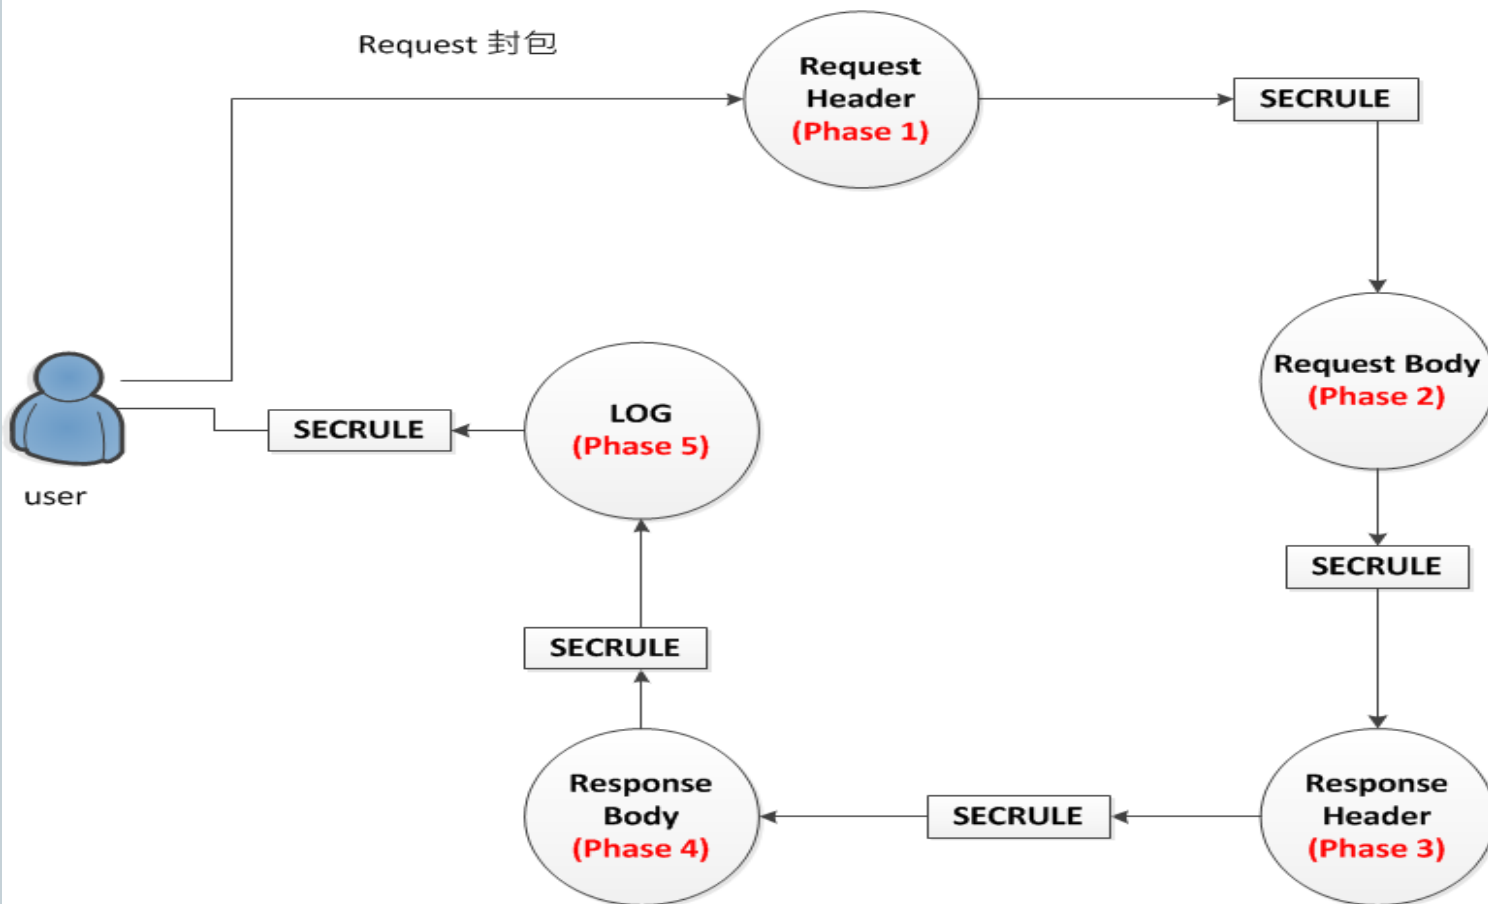 Request 封包
Request
Header
(Phase 1)
SECRULE
Request Body
(Phase 2)
SECRULE
Response
Header
(Phase 3)
SECRULE
Response
Body
(Phase 4)
SECRULE
LOG
(Phase 5)
SECRULE
user